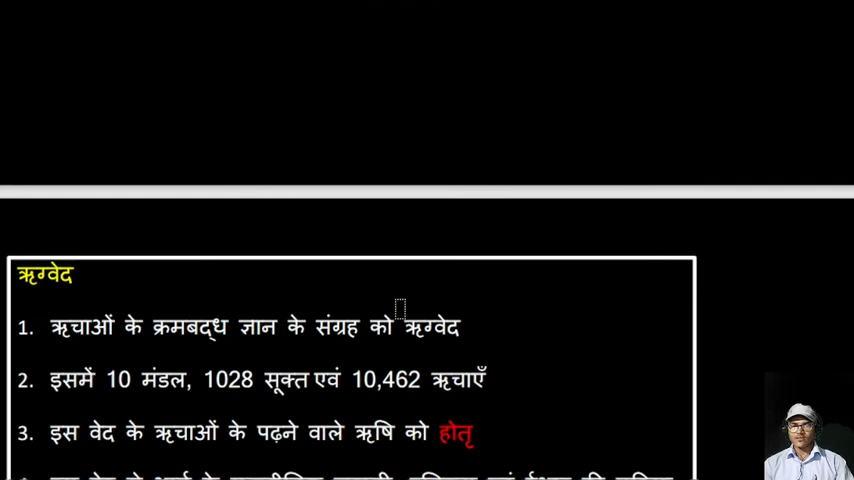 ऋग्वेद
1. ऋचाओं के क्रमबद्ध ज्ञान के संग्रह को ऋग्वेद
2. इसमें 10 मंडल, 1028 सूक्त एवं 10,462 ऋचाएँ
3. इस वेद के ऋचाओं के पढ़ने वाले ऋषि को होतृ